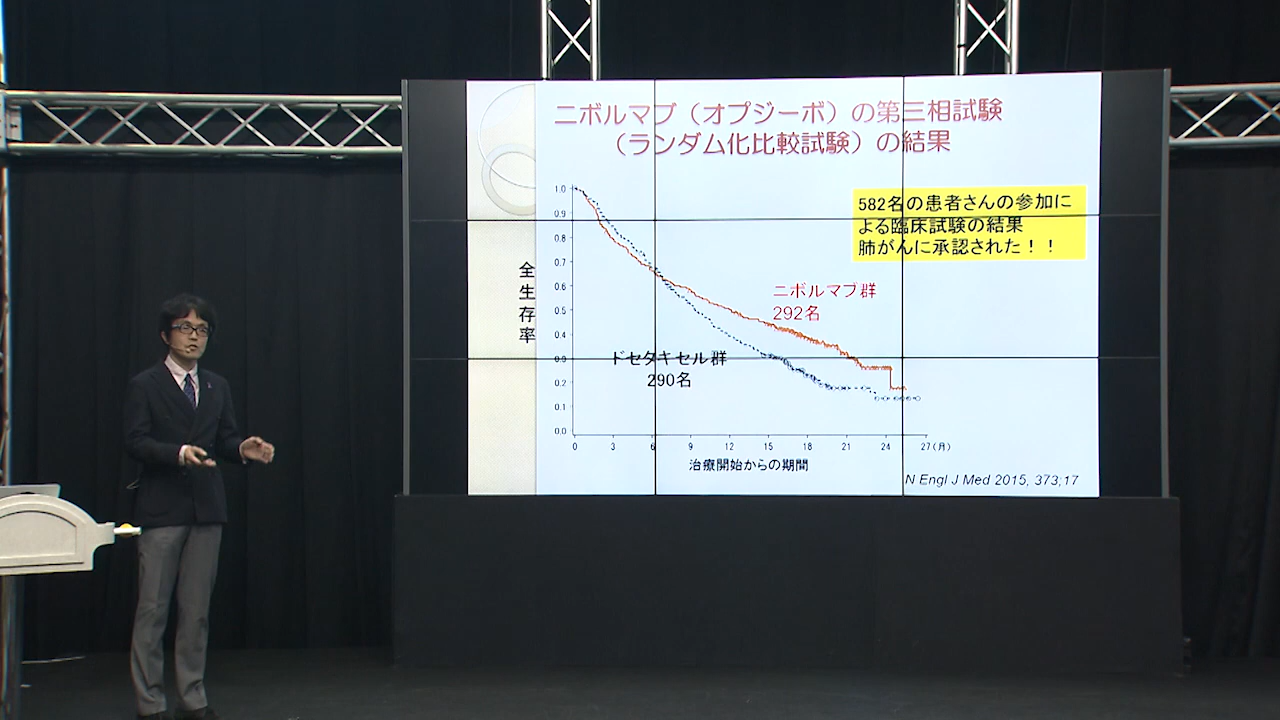 ニボルマブ（オプジーボ）の第三相試験
（ランダム化比較試験）の結果
582名の患者さんの参加に
よる臨床試験の結果
肺がんに承認された！！
全生存率
1.0
0.9
0.8
0.7
0.6
0.5
0.4
0.3
0.2
0.1
0.0
ニボルマブ群
292名
ドセタキセル群
290名
0 3 6 9 12 15 18 21 24 27(月)
治療開始からの期間
N Engl J Med 2015, 373;17